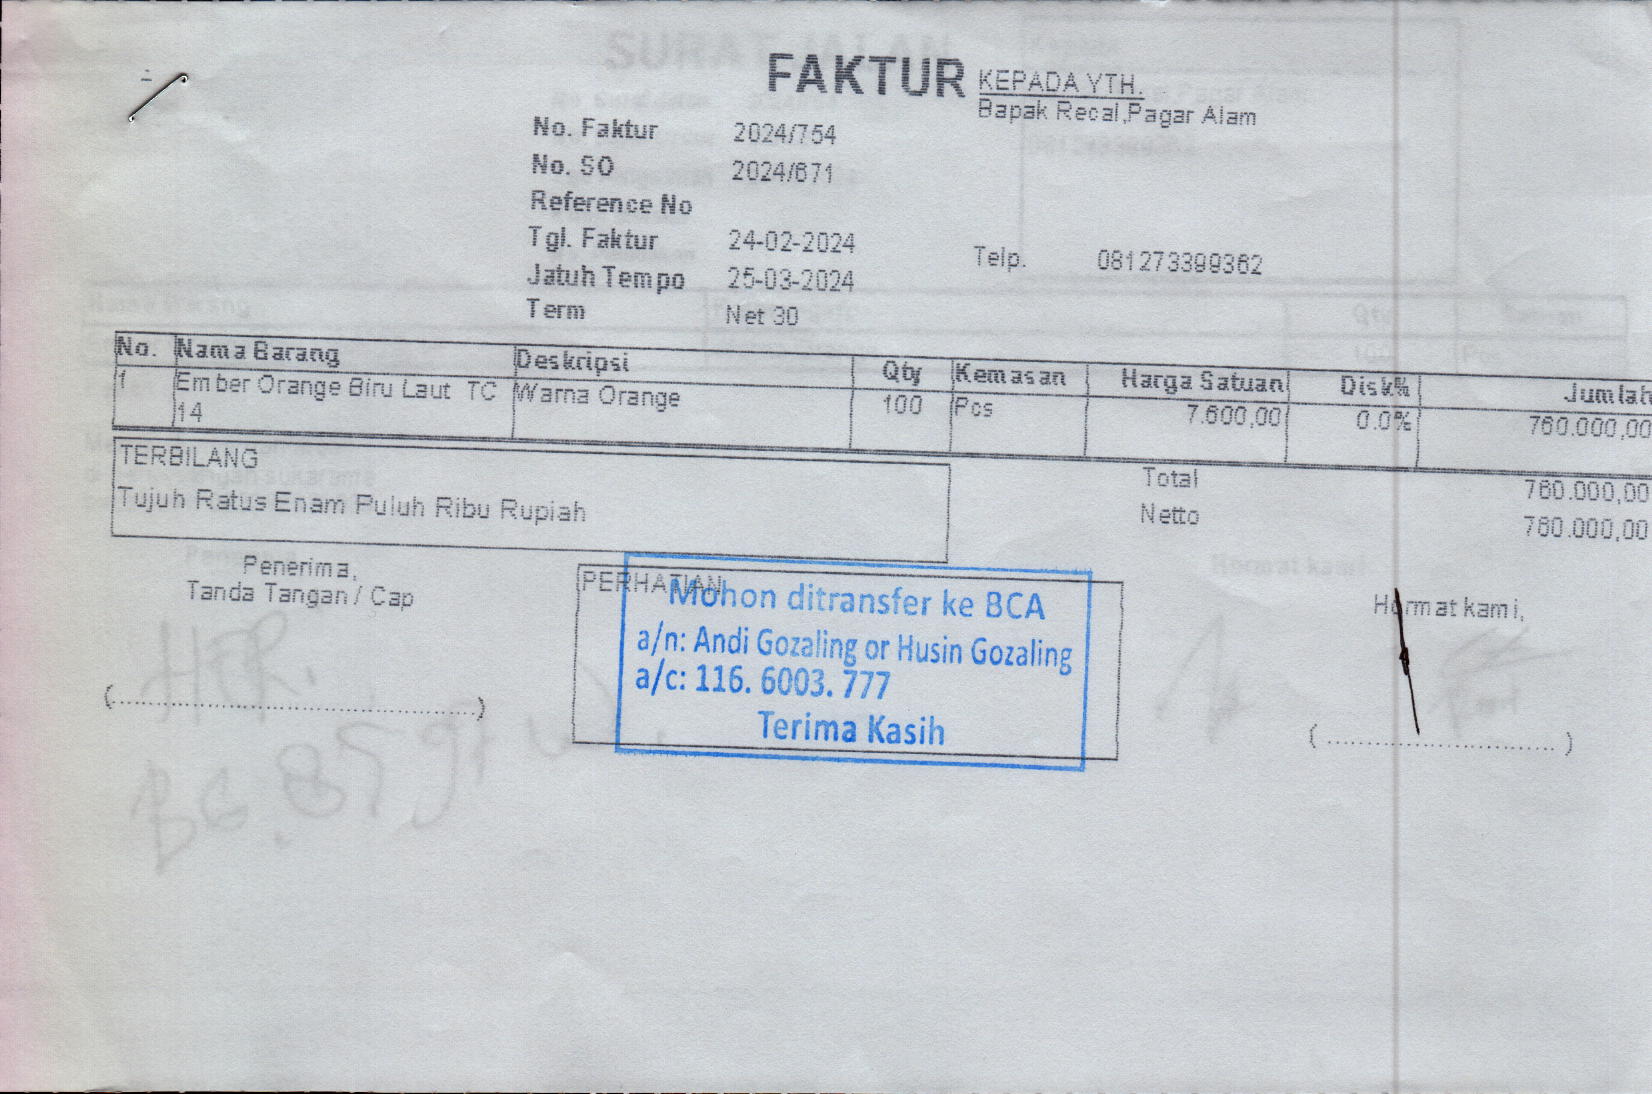 FAKTUR
KEPADA YTH.
Bapak Recal,Pagar Alam
No. Faktur 2024/754
No. SO 2024/671
Reference No
Tgl. Faktur 24-02-2024
Telp. 081273399362
Jatuh Tempo 25-03-2024
Term Net 30
No. Nama Barang Deskripsi Qty Kemasan Harga Satuan Disk% Jumlah
1 Ember Orange Biru Laut TC 14 Warna Orange 100 Pcs 7.600,00 0.0% 760.000,00
TERBILANG
Tujuh Ratus Enam Puluh Ribu Rupiah
Total 760.000,00
Netto 760.000,00
Penerima,
Tanda Tangan / Cap
PERHATIAN
Mohon ditransfer ke BCA
a/n: Andi Gozaling or Husin Gozaling
a/c: 116. 6003. 777
Terima Kasih
Hormat kami,
SURAT JALAN